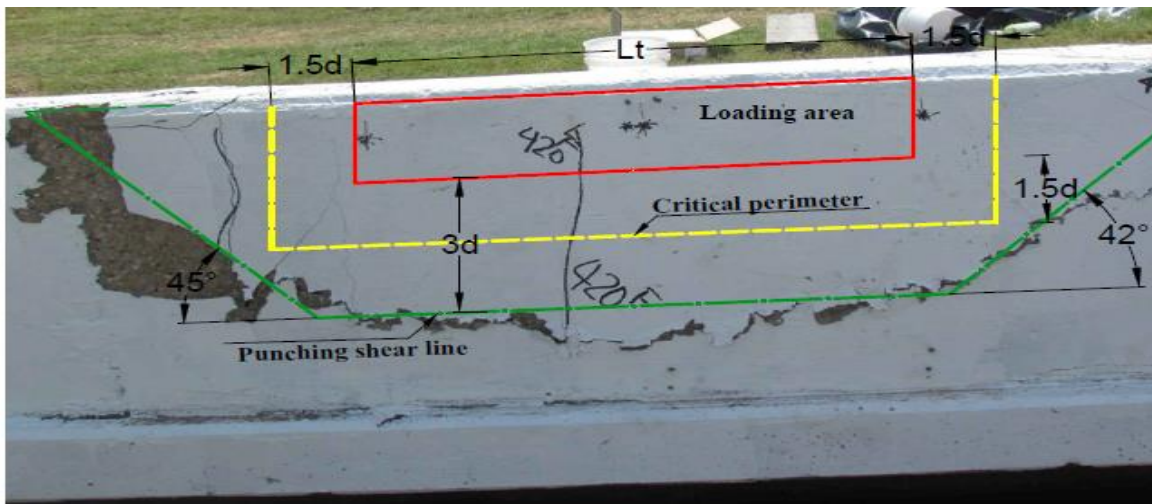 1.5d
Lt
1.5d
Loading area
420
1.5d
Critical perimeter
3d
42°
45°
420
Punching shear line